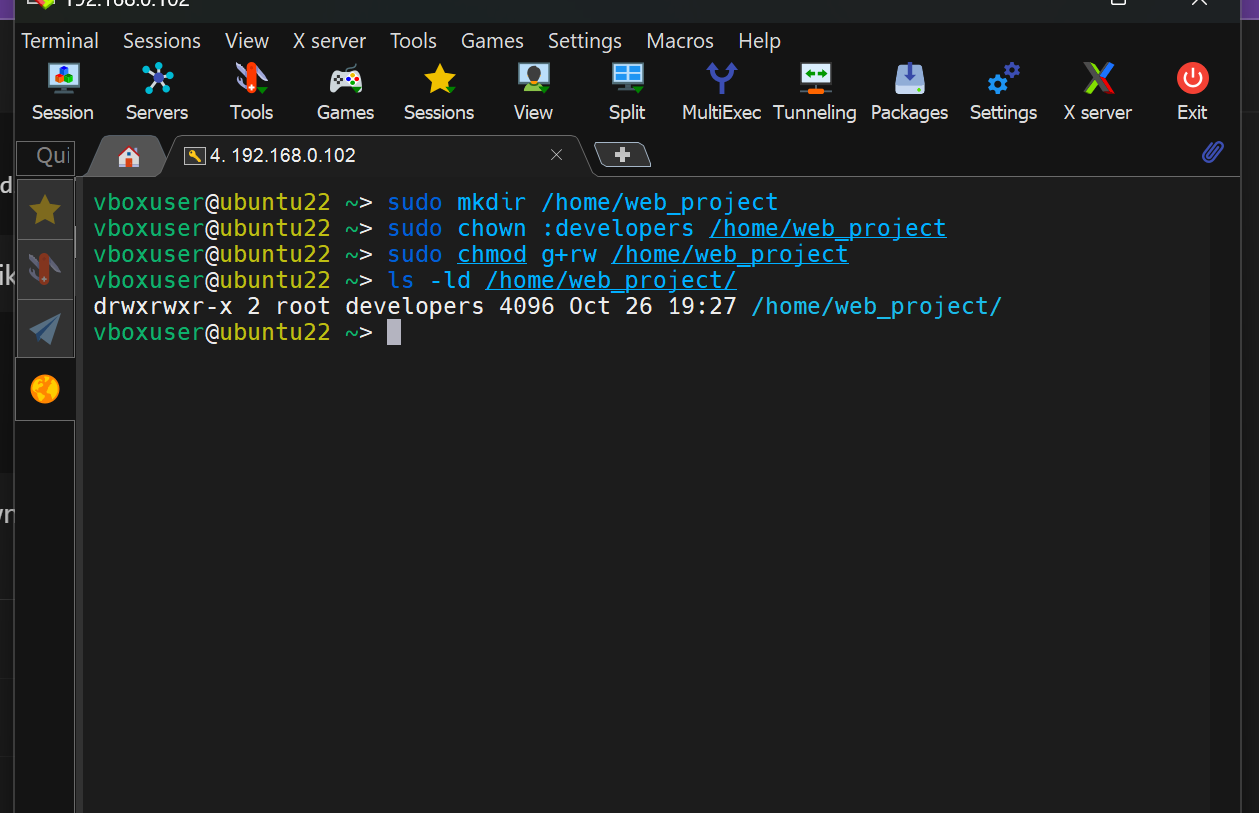 192.168.0.102
Terminal Sessions View X server Tools Games Settings Macros Help
Session Servers Tools Games Sessions View Split MultiExec Tunneling Packages Settings X server Exit
Qui
4. 192.168.0.102
vboxuser@ubuntu22 ~> sudo mkdir /home/web_project
vboxuser@ubuntu22 ~> sudo chown :developers /home/web_project
vboxuser@ubuntu22 ~> sudo chmod g+rw /home/web_project
vboxuser@ubuntu22 ~> ls -ld /home/web_project/
drwxrwxr-x 2 root developers 4096 Oct 26 19:27 /home/web_project/
vboxuser@ubuntu22 ~>